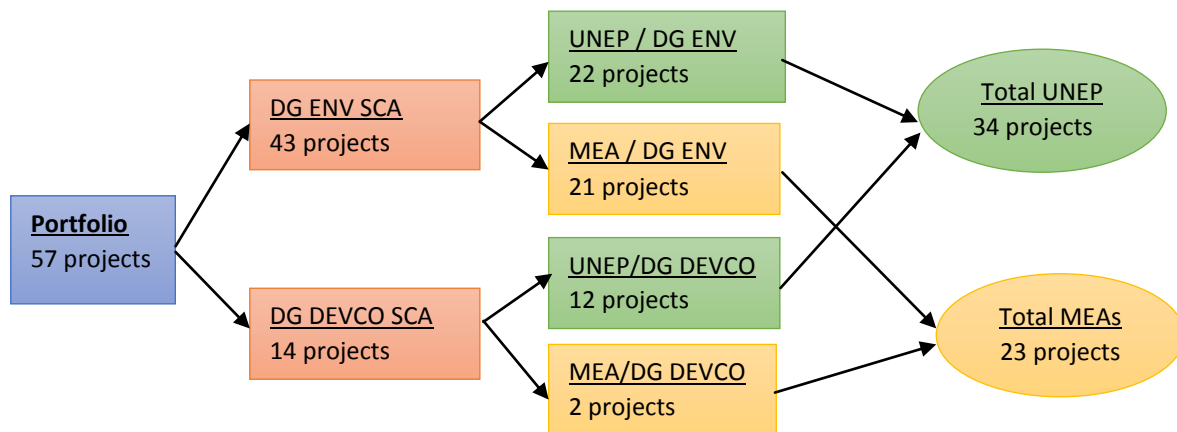 Portfolio
57 projects
DG ENV SCA
43 projects
DG DEVCO SCA
14 projects
UNEP / DG ENV
22 projects
MEA / DG ENV
21 projects
UNEP/DG DEVCO
12 projects
MEA/DG DEVCO
2 projects
Total UNEP
34 projects
Total MEAs
23 projects